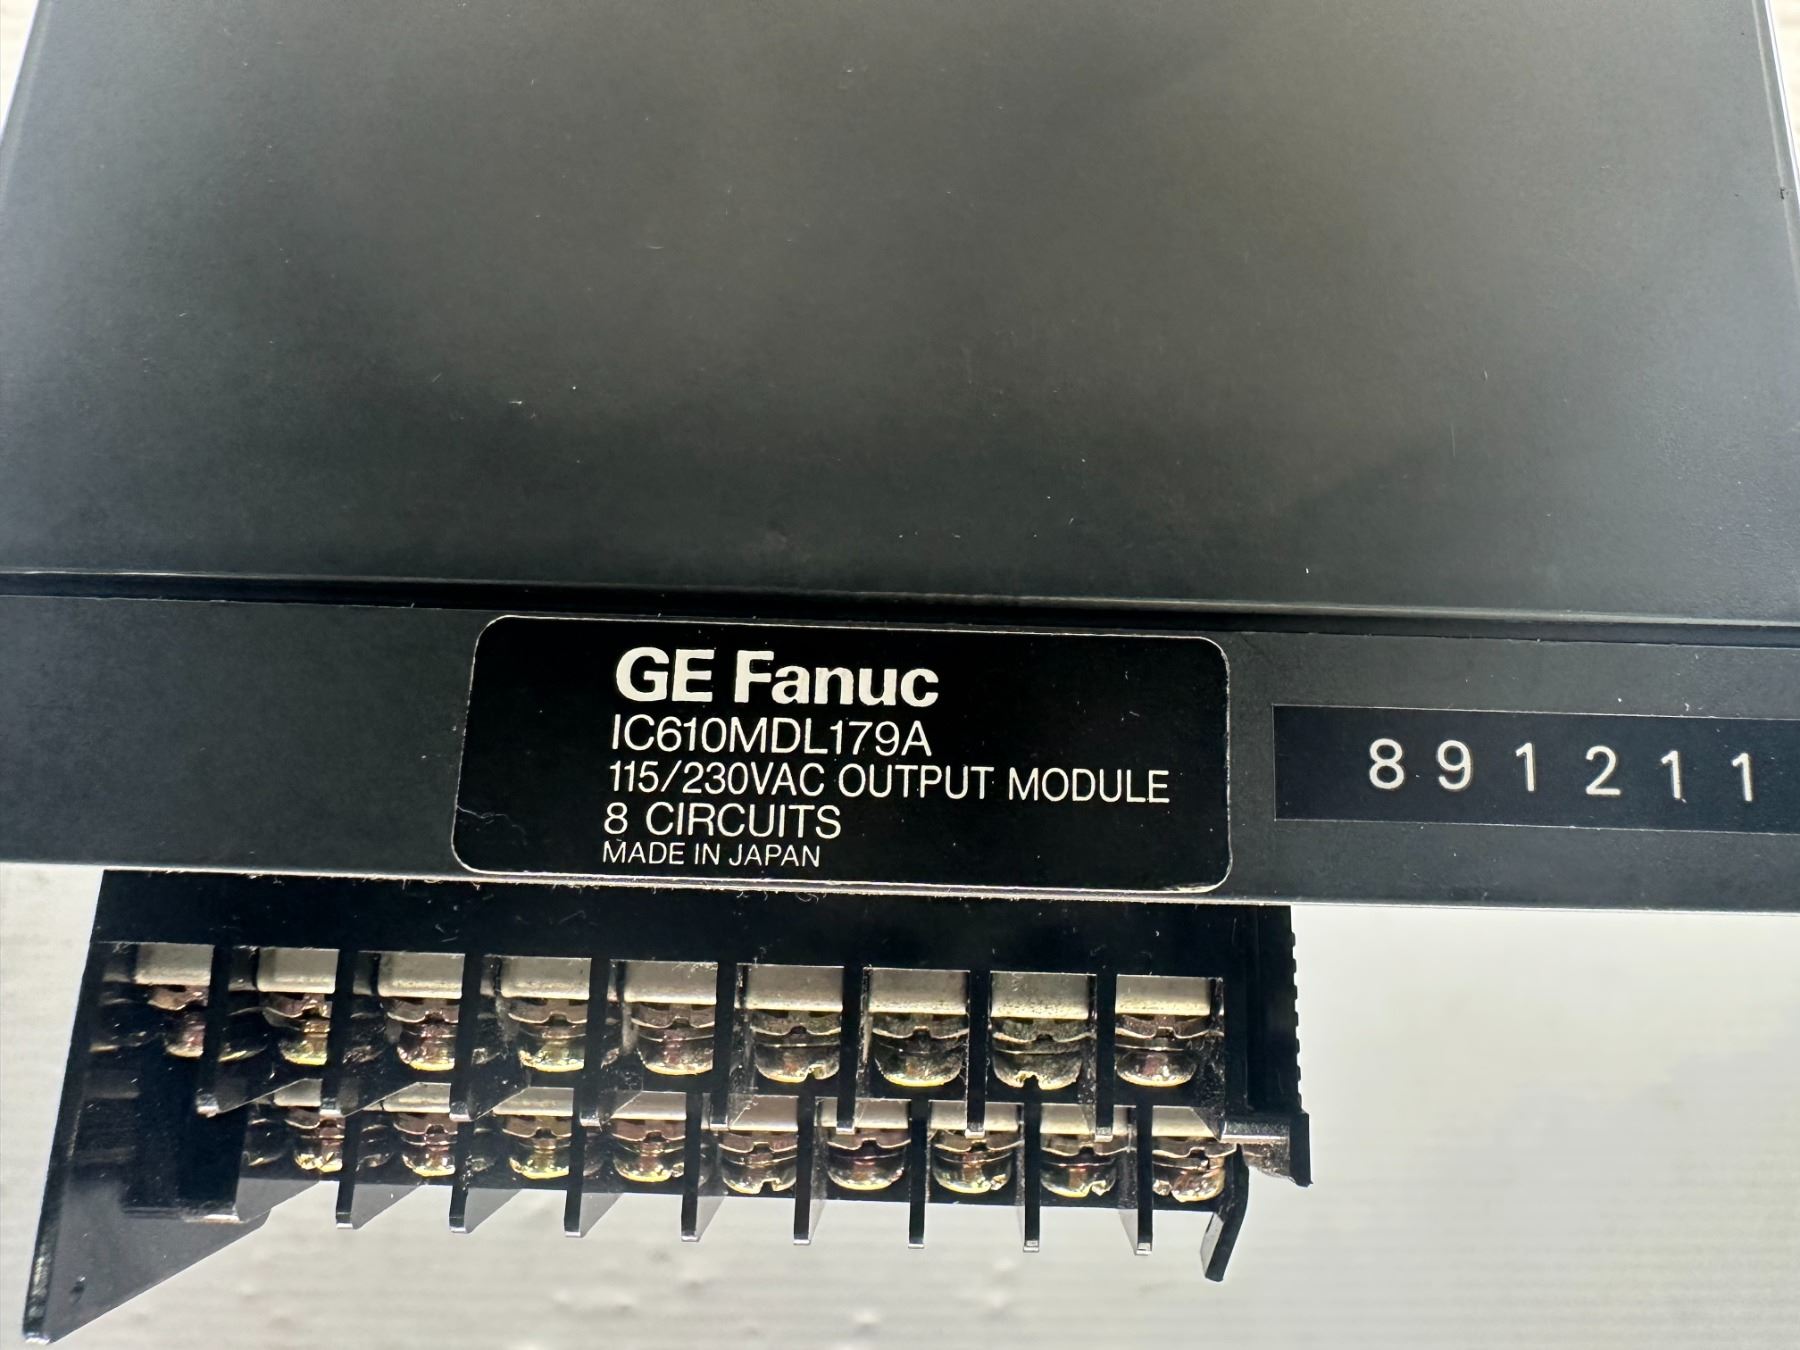 GE Fanuc
IC610MDL179A
115/230VAC OUTPUT MODULE
8 CIRCUITS
MADE IN JAPAN
891211